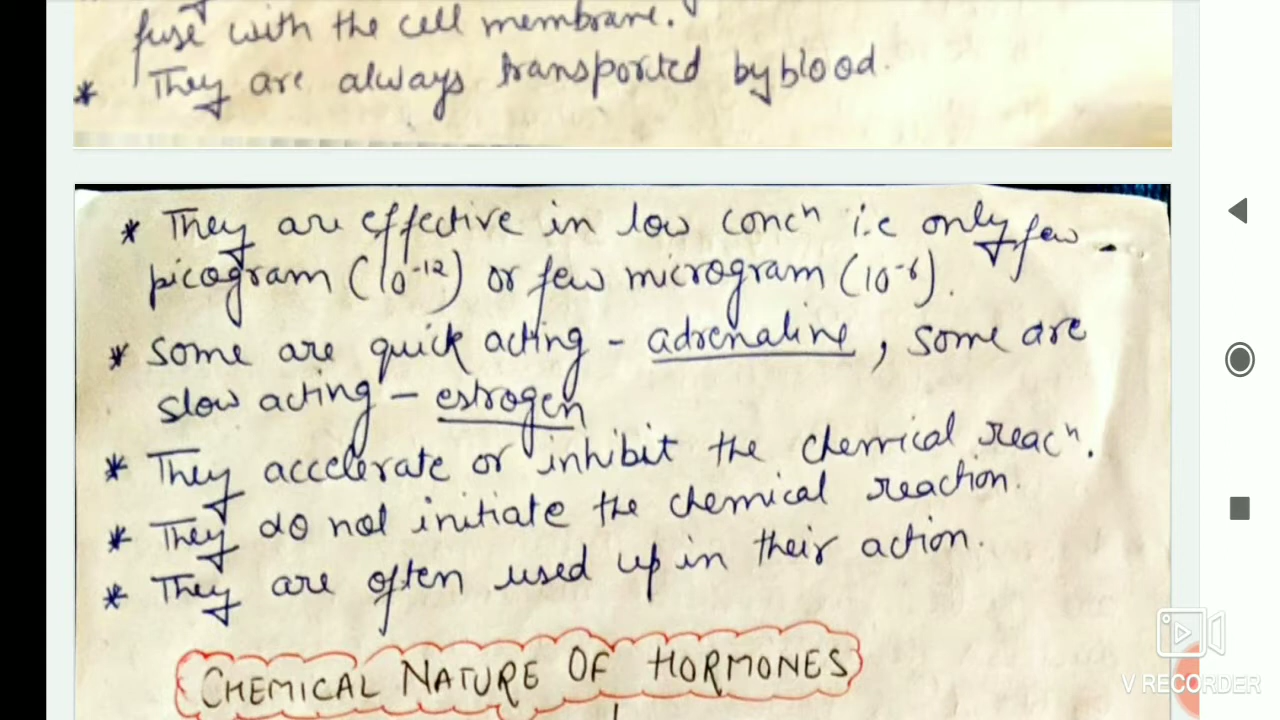 fuse with the cell membrane.
* They are always transported by blood.
* They are effective in low concn i.e only few
picogram (10-12) or few microgram (10-6).
* Some are quick acting - adrenaline, some are
slow acting - estrogen
* They accelerate or inhibit the chemical reacn.
* They do not initiate the chemical reaction.
* They are often used up in their action.
CHEMICAL NATURE OF HORMONES
V RECORDER